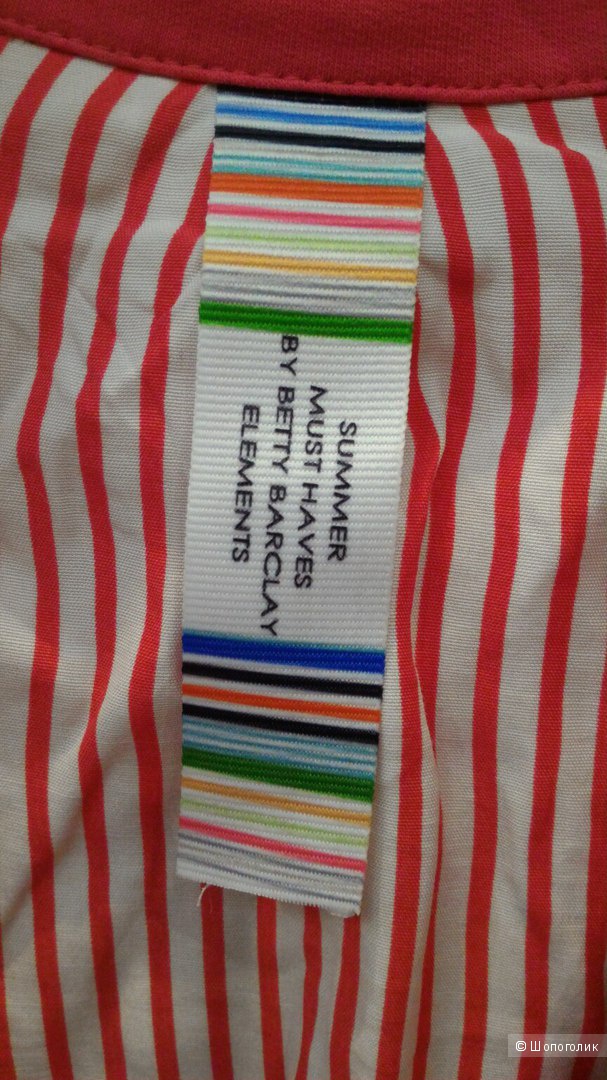 SUMMER
MUST HAVES
BY BETTY BARCLAY
ELEMENTS
© Шопоголик